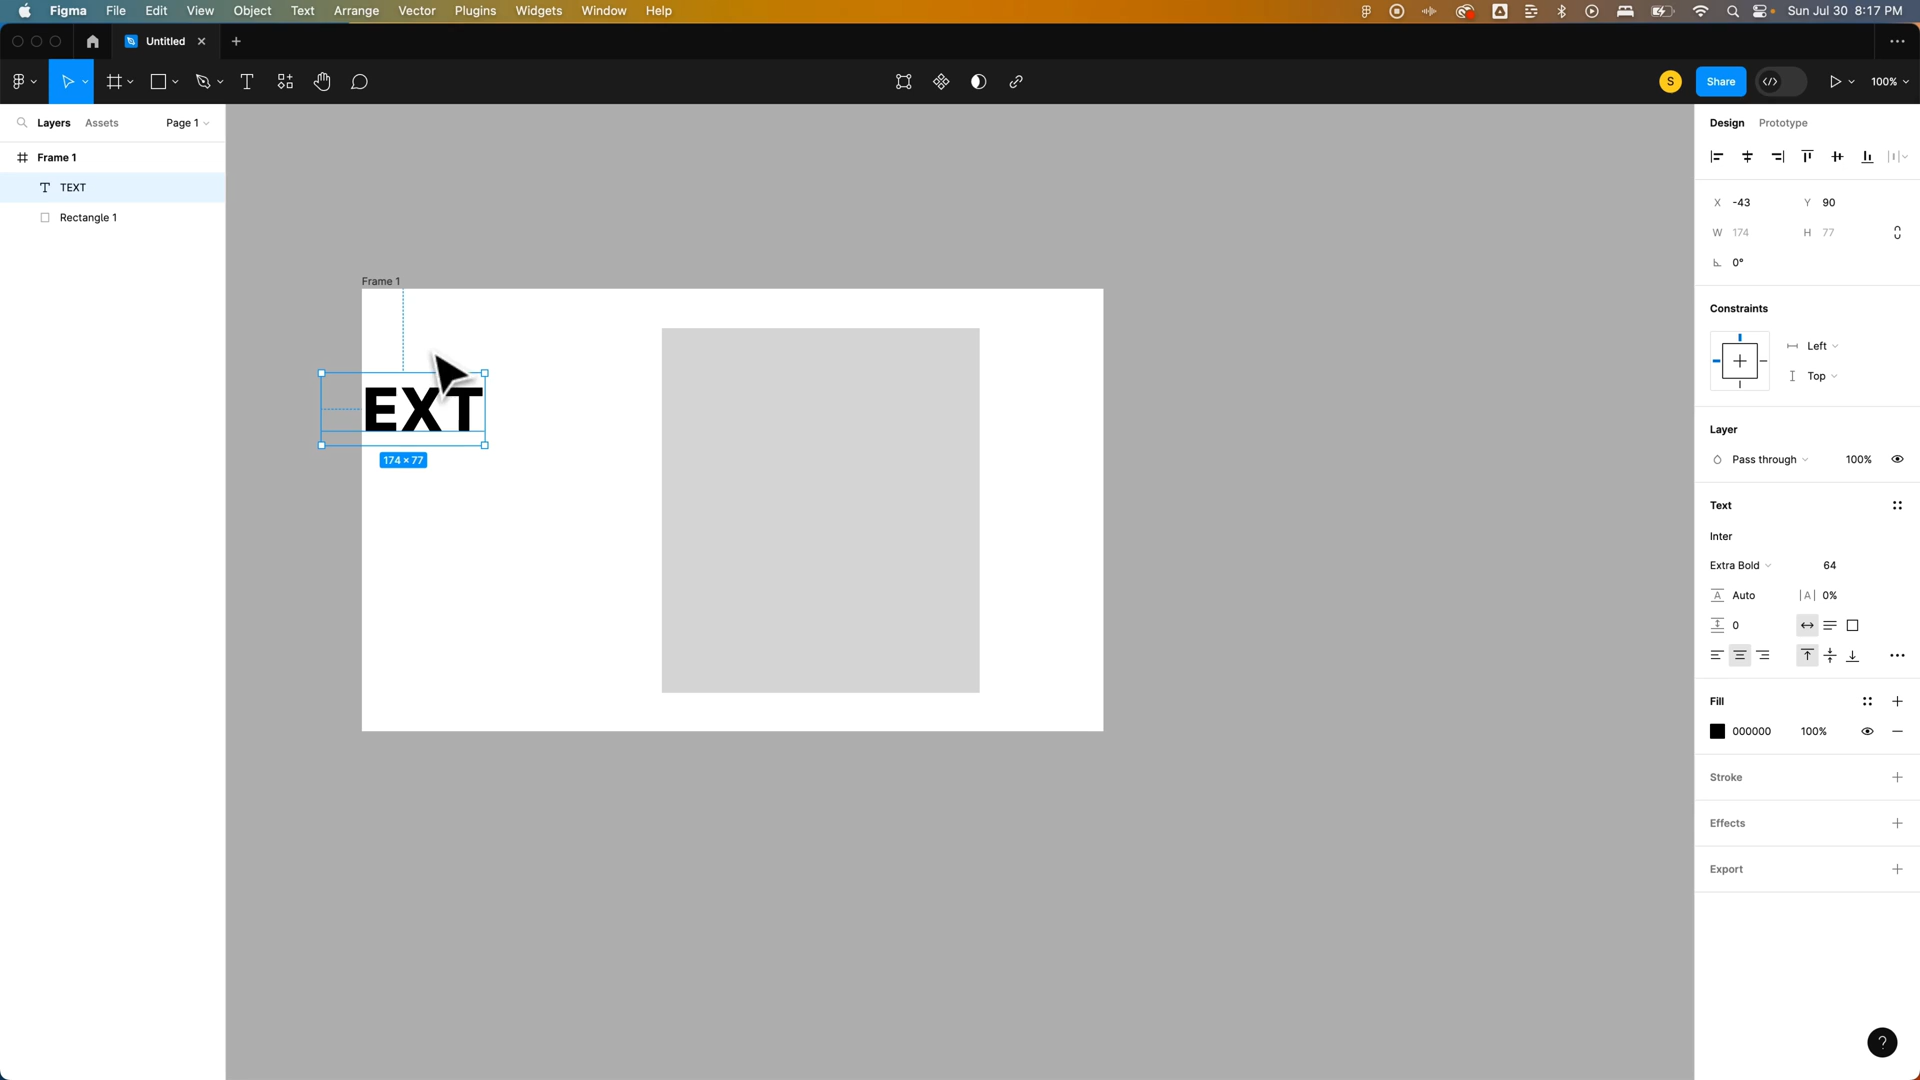 Figma File Edit View Object Text Arrange Vector Plugins Widgets Window Help Sun Jul 30 8:17 PM
Untitled
S Share 100%
Layers Assets Page 1
Frame 1
TEXT
Rectangle 1
Frame 1
EXT
174 × 77
Design Prototype
X -43 Y 90
W 174 H 77
0°
Constraints
Left
Top
Layer
Pass through 100%
Text
Inter
Extra Bold 64
A Auto |A| 0%
0
Fill
000000 100%
Stroke
Effects
Export
?